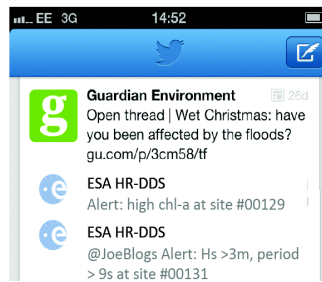 EE 3G 14:52
g Guardian Environment 26d
Open thread | Wet Christmas: have
you been affected by the floods?
gu.com/p/3cm58/tf
e ESA HR-DDS
Alert: high chl-a at site #00129
e ESA HR-DDS
@JoeBlogs Alert: Hs >3m, period
> 9s at site #00131